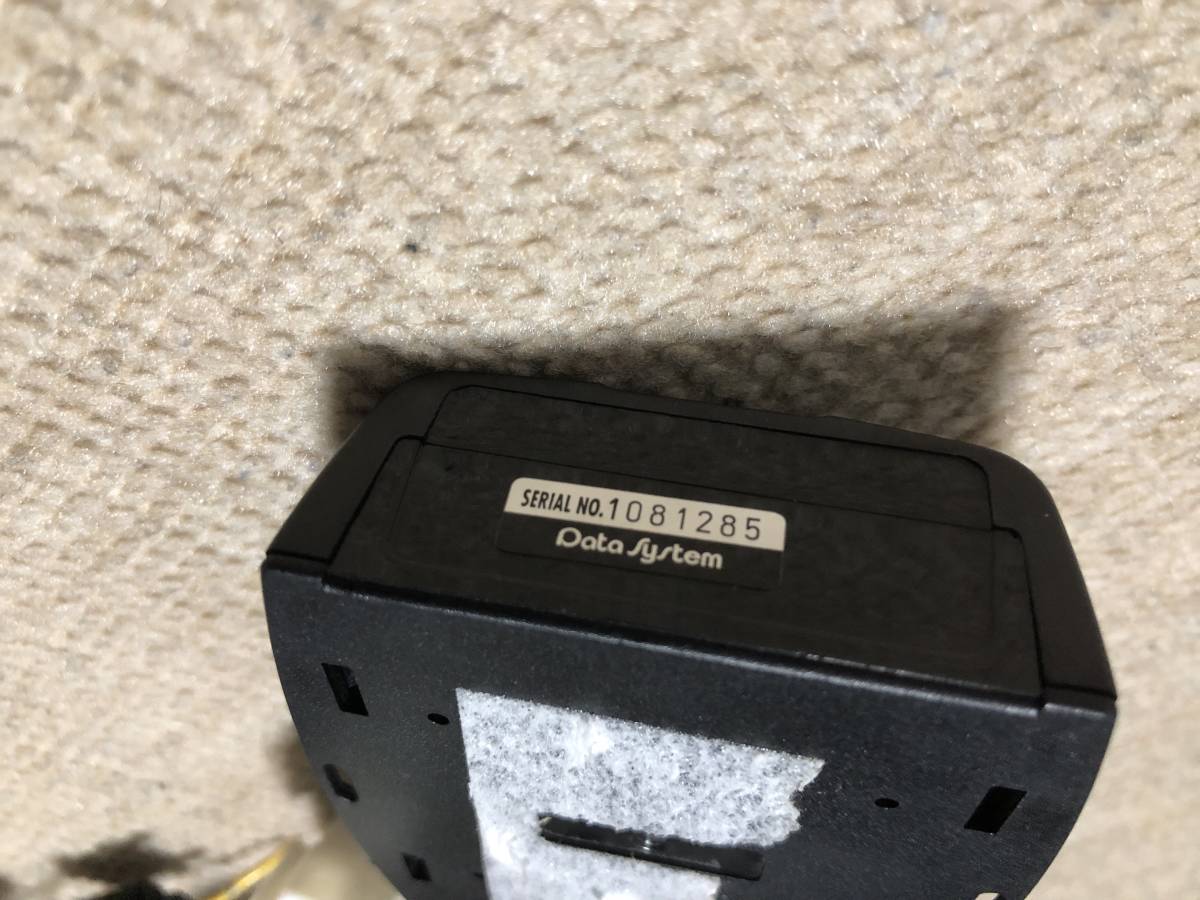 SERIAL NO. 1081285
Data System